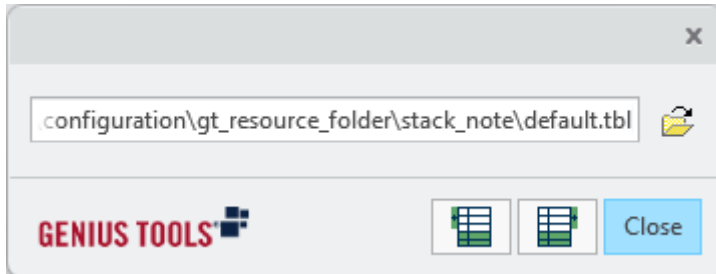 .configuration\gt_resource_folder\stack_note\default.tbl
GENIUS TOOLS
Close